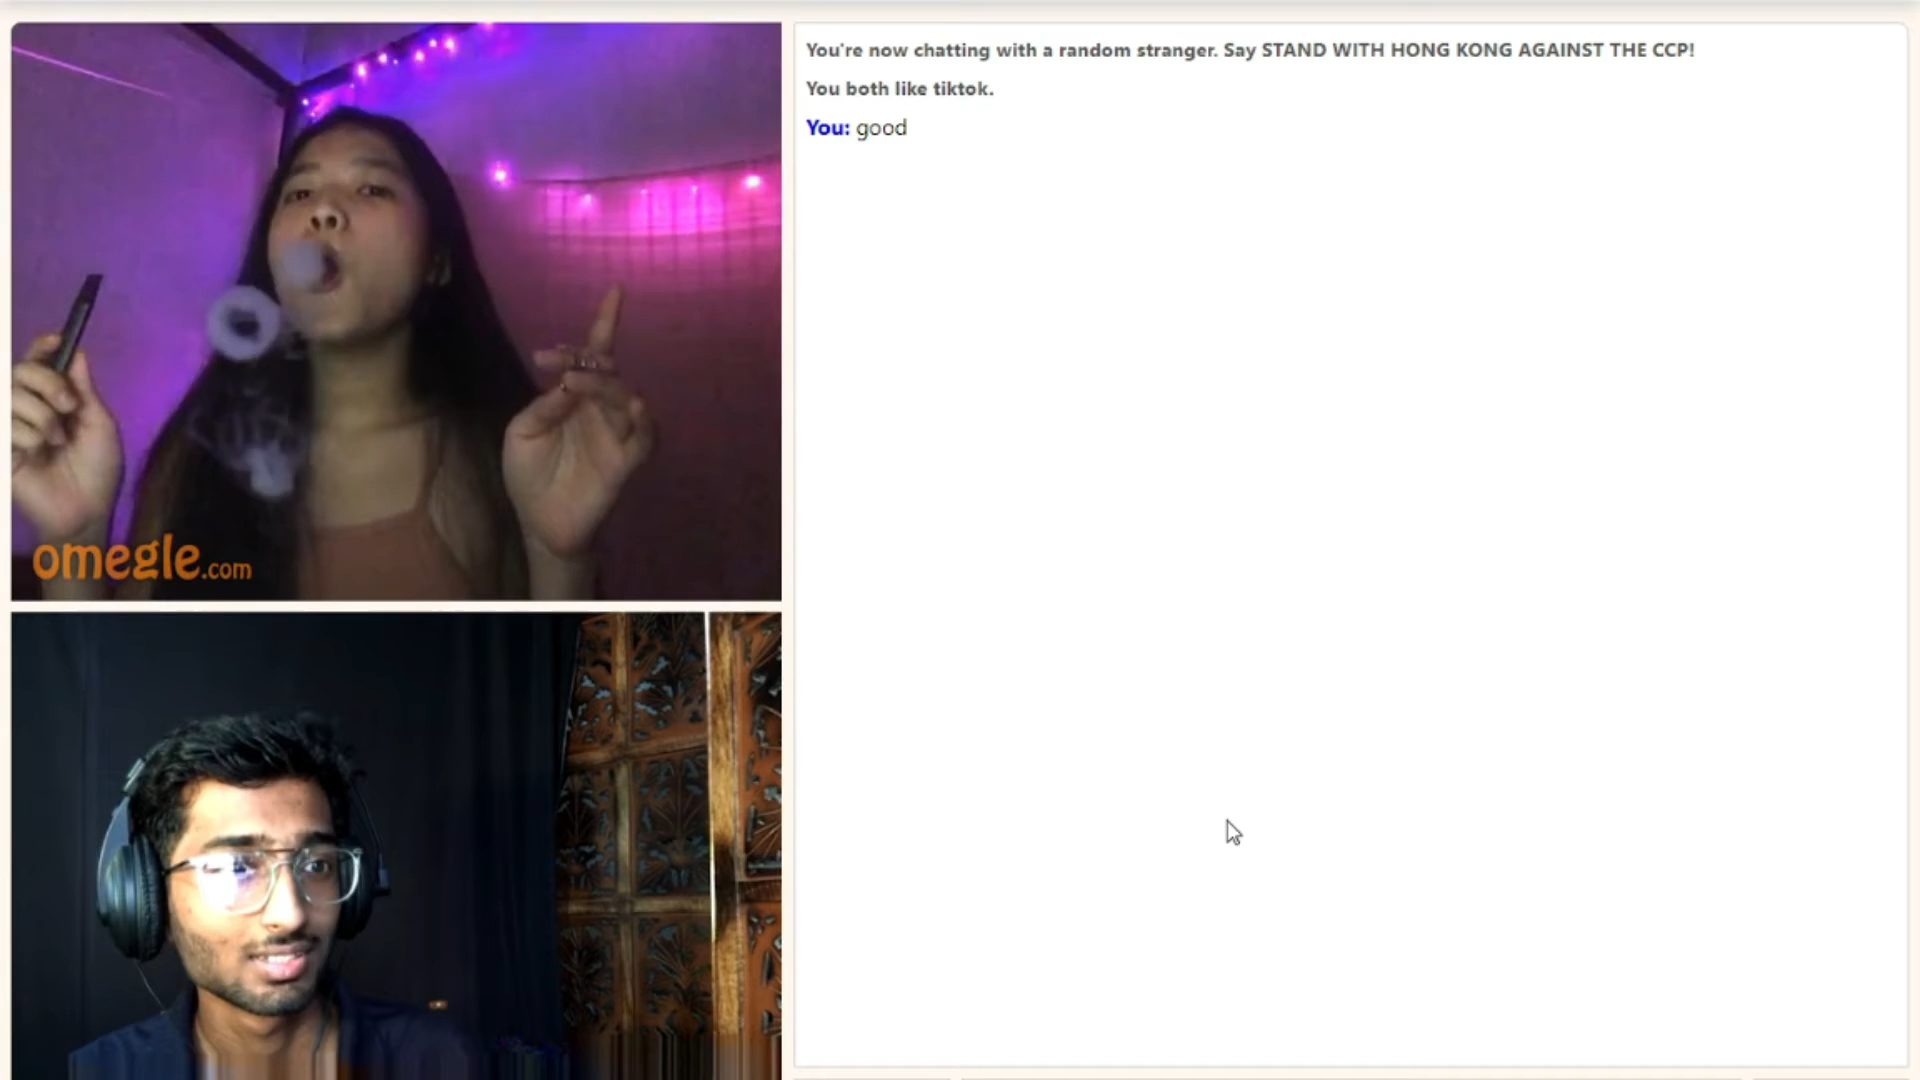 You're now chatting with a random stranger. Say STAND WITH HONG KONG AGAINST THE CCP!
You both like tiktok.
You: good
omegle.com